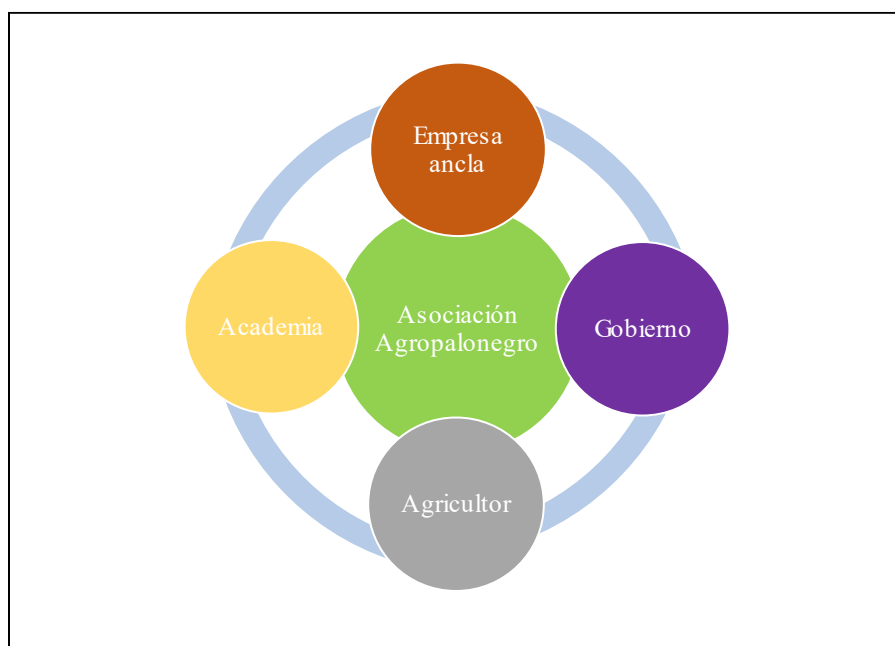 Empresa
ancla
Academia
Asociación
Agropalonegro
Gobierno
Agricultor